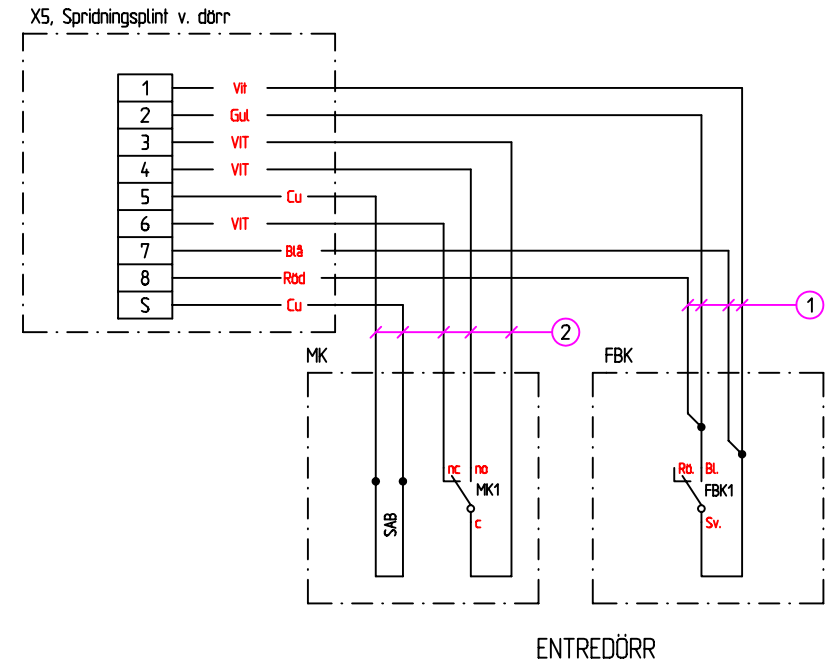 X5, Spridningsplint v. dörr
1 Vit
2 Gul
3 VIT
4 VIT
5 Cu
6 VIT
7 Blå
8 Röd
S Cu
1
2
MK
FBK
nc no
MK1
c
SAB
Rö. Bl.
FBK1
Sv.
ENTREDÖRR